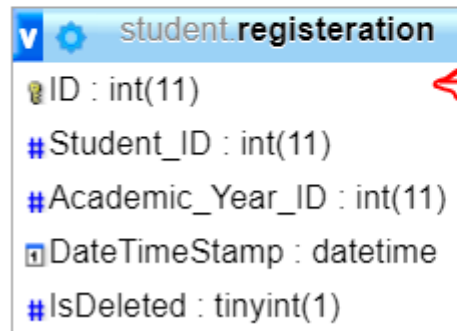 v student.registeration
ID : int(11)
#Student_ID : int(11)
#Academic_Year_ID : int(11)
DateTimeStamp : datetime
#IsDeleted : tinyint(1)